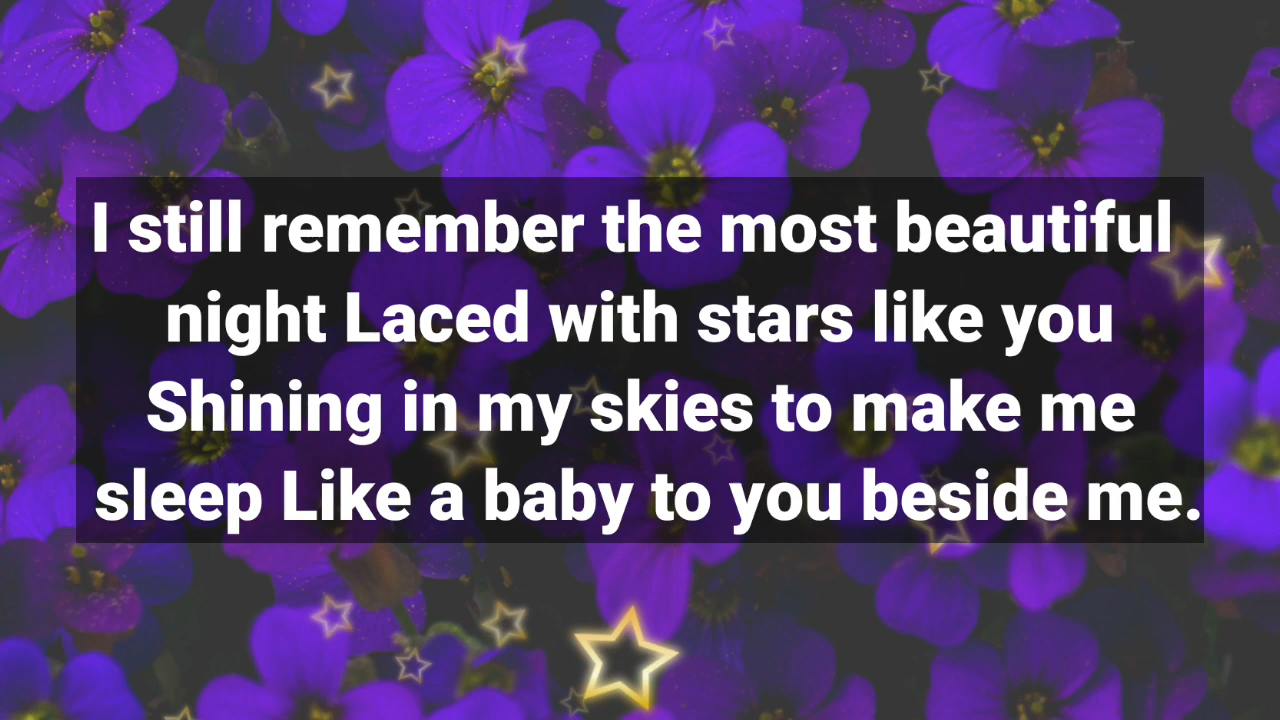 I still remember the most beautiful
night Laced with stars like you
Shining in my skies to make me
sleep Like a baby to you beside me.